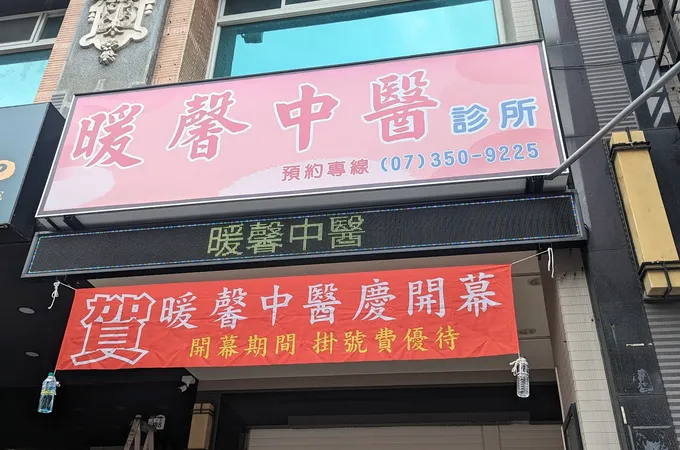 暖馨中醫診所
預約專線 (07)350-9225
暖馨中醫
賀 暖馨中醫慶開幕
開幕期間 掛號費優待